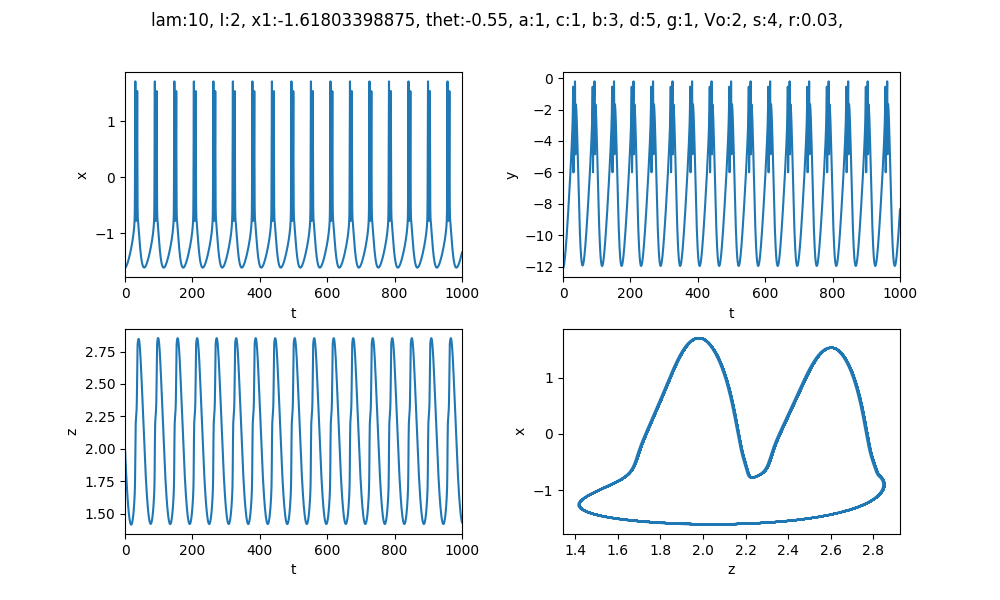 lam:10, I:2, x1:-1.61803398875, thet:-0.55, a:1, c:1, b:3, d:5, g:1, Vo:2, s:4, r:0.03,
1
0
−1
x
0 200 400 600 800 1000
t
0
−2
−4
−6
−8
−10
−12
y
0 200 400 600 800 1000
t
2.75
2.50
2.25
2.00
1.75
1.50
z
0 200 400 600 800 1000
t
1
0
−1
x
1.4 1.6 1.8 2.0 2.2 2.4 2.6 2.8
z